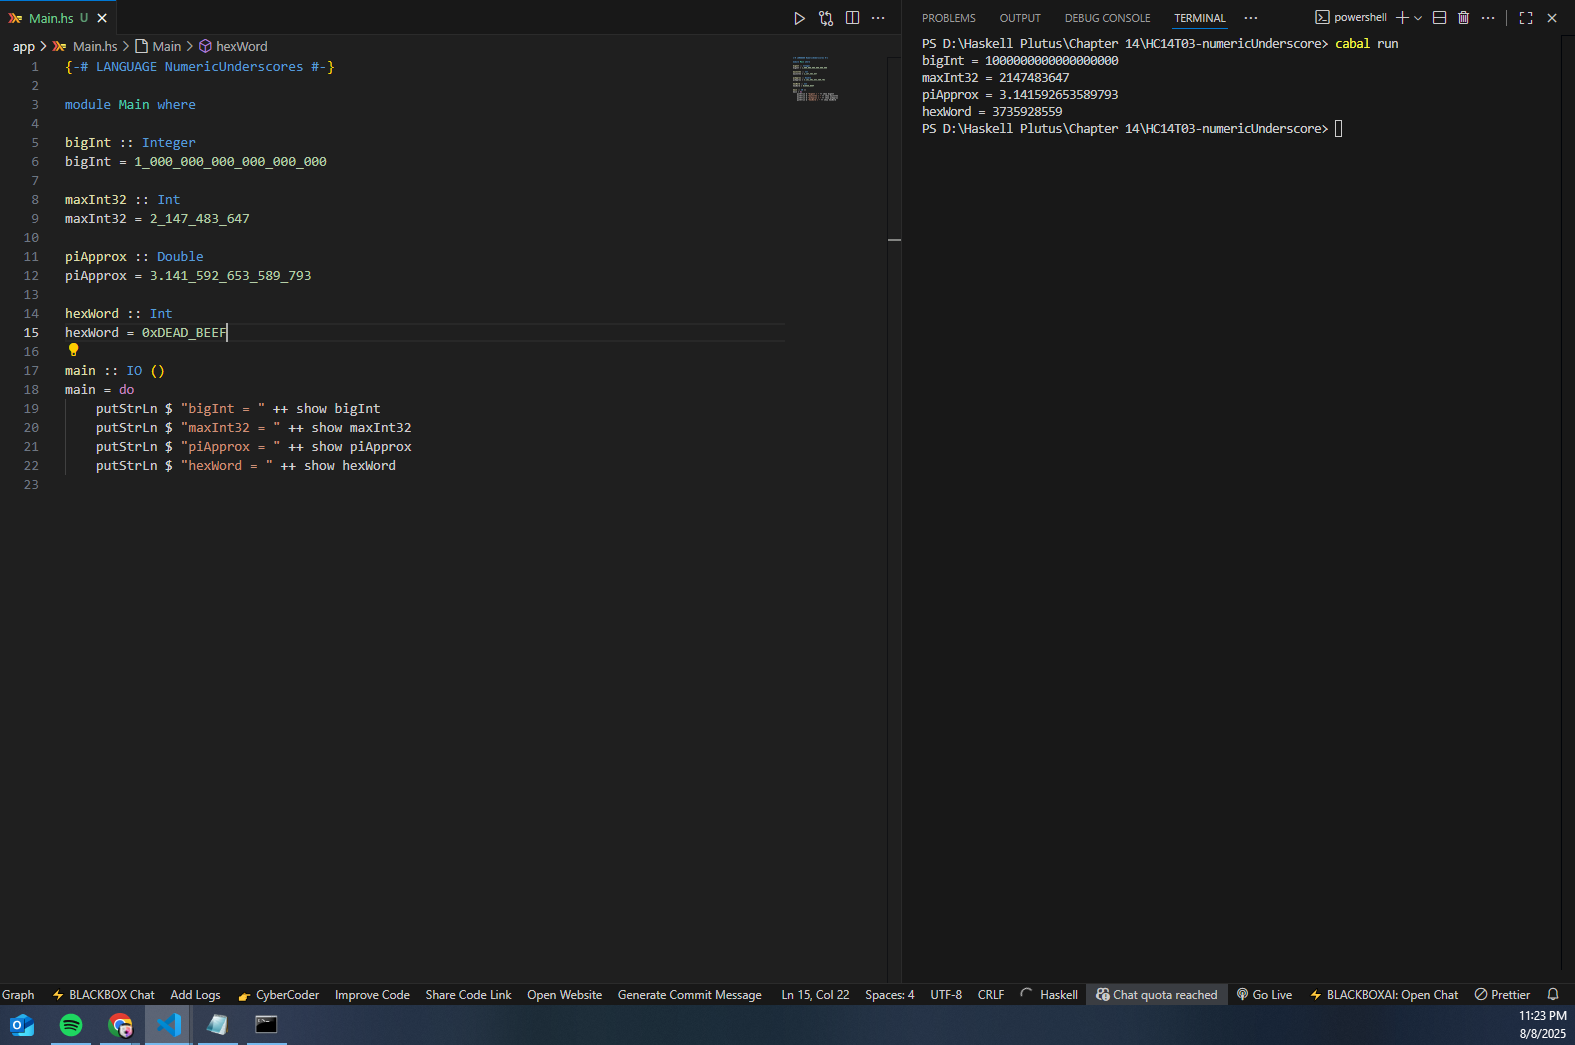 Main.hs U
app > Main.hs > Main > hexWord
1 {-# LANGUAGE NumericUnderscores #-}
2
3 module Main where
4
5 bigInt :: Integer
6 bigInt = 1_000_000_000_000_000_000
7
8 maxInt32 :: Int
9 maxInt32 = 2_147_483_647
10
11 piApprox :: Double
12 piApprox = 3.141_592_653_589_793
13
14 hexWord :: Int
15 hexWord = 0xDEAD_BEEF
16
17 main :: IO ()
18 main = do
19 putStrLn $ "bigInt = " ++ show bigInt
20 putStrLn $ "maxInt32 = " ++ show maxInt32
21 putStrLn $ "piApprox = " ++ show piApprox
22 putStrLn $ "hexWord = " ++ show hexWord
23
PROBLEMS OUTPUT DEBUG CONSOLE TERMINAL ··· powershell
PS D:\Haskell Plutus\Chapter 14\HC14T03-numericUnderscore> cabal run
bigInt = 1000000000000000000
maxInt32 = 2147483647
piApprox = 3.141592653589793
hexWord = 3735928559
PS D:\Haskell Plutus\Chapter 14\HC14T03-numericUnderscore>
Graph BLACKBOX Chat Add Logs CyberCoder Improve Code Share Code Link Open Website Generate Commit Message Ln 15, Col 22 Spaces: 4 UTF-8 CRLF Haskell Chat quota reached Go Live BLACKBOXAI: Open Chat Prettier
11:23 PM
8/8/2025